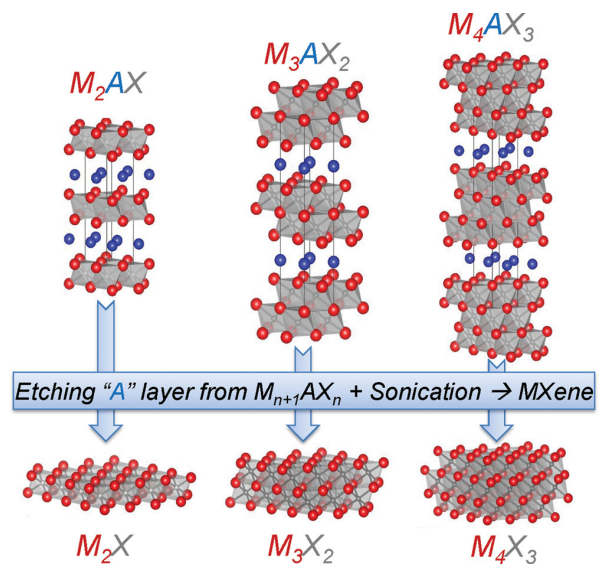 M₂AX
M₃AX₂
M₄AX₃
Etching “A” layer from Mₙ₊₁AXₙ + Sonication → MXene
M₂X
M₃X₂
M₄X₃